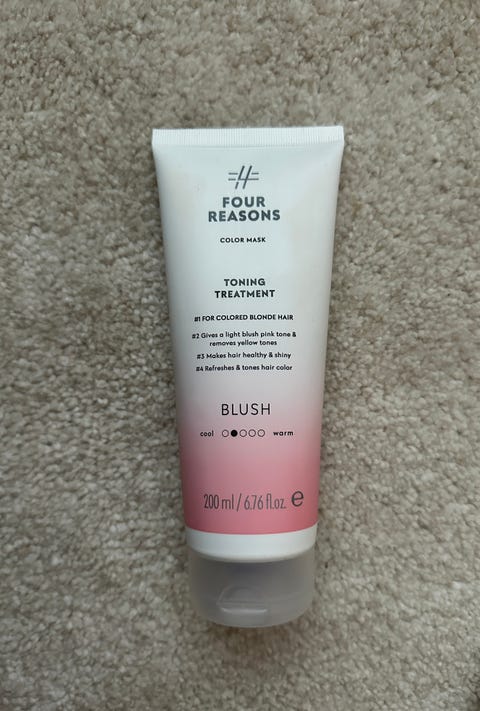 FOUR
REASONS
COLOR MASK
TONING
TREATMENT
#1 FOR COLORED BLONDE HAIR
#2 Gives a light blush pink tone &
removes yellow tones
#3 Makes hair healthy & shiny
#4 Refreshes & tones hair color
BLUSH
cool ○●○○○ warm
200 ml / 6.76 fl.oz. ℮